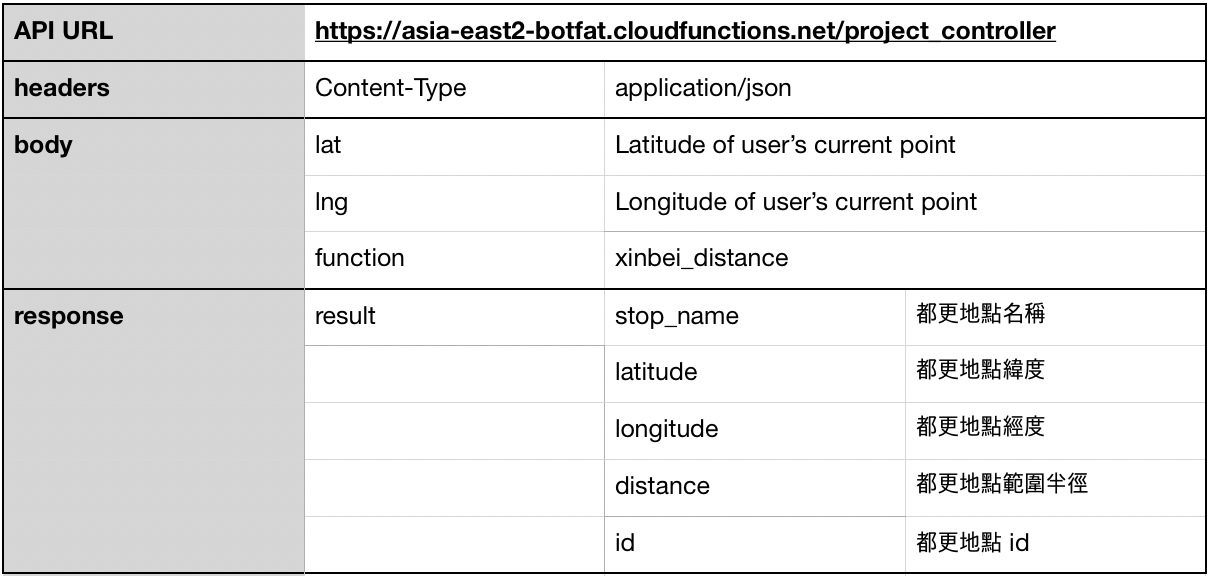 API URL https://asia-east2-botfat.cloudfunctions.net/project_controller
headers Content-Type application/json
body lat Latitude of user’s current point
lng Longitude of user’s current point
function xinbei_distance
response result stop_name 都更地點名稱
latitude 都更地點緯度
longitude 都更地點經度
distance 都更地點範圍半徑
id 都更地點 id